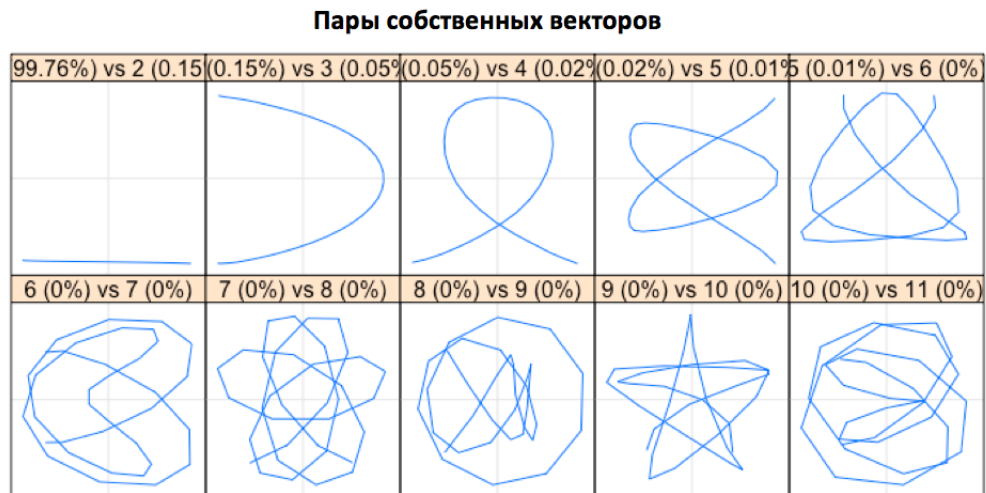 Пары собственных векторов
99.76%) vs 2 (0.15
(0.15%) vs 3 (0.05%
(0.05%) vs 4 (0.02%
(0.02%) vs 5 (0.01%
5 (0.01%) vs 6 (0%)
6 (0%) vs 7 (0%)
7 (0%) vs 8 (0%)
8 (0%) vs 9 (0%)
9 (0%) vs 10 (0%)
10 (0%) vs 11 (0%)